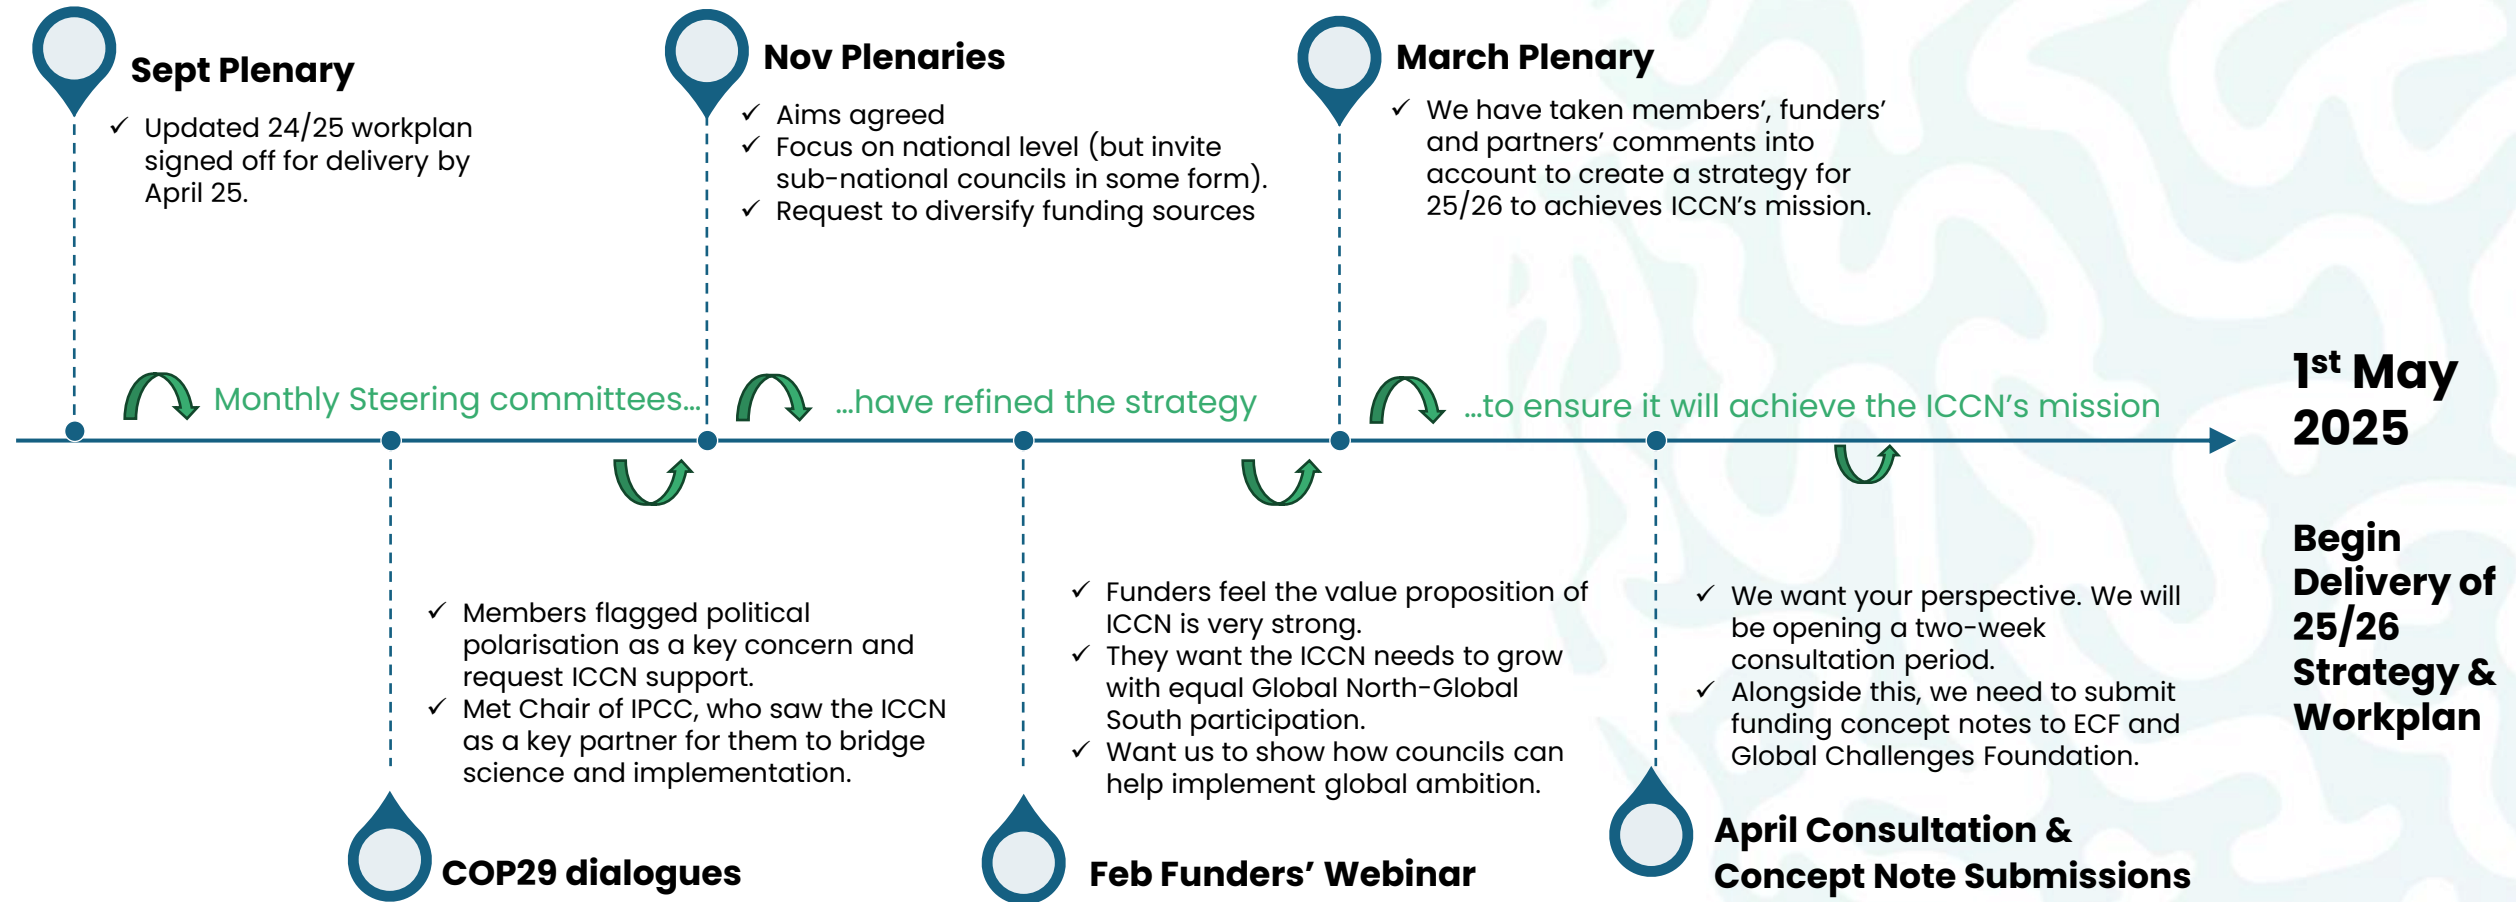 Sept Plenary
✓ Updated 24/25 workplan
signed off for delivery by
April 25.
Nov Plenaries
✓ Aims agreed
✓ Focus on national level (but invite
sub-national councils in some form).
✓ Request to diversify funding sources
March Plenary
✓ We have taken members’, funders’
and partners’ comments into
account to create a strategy for
25/26 to achieves ICCN’s mission.
Monthly Steering committees...
...have refined the strategy
...to ensure it will achieve the ICCN’s mission
1st May
2025
Begin
Delivery of
25/26
Strategy &
Workplan
✓ Members flagged political
polarisation as a key concern and
request ICCN support.
✓ Met Chair of IPCC, who saw the ICCN
as a key partner for them to bridge
science and implementation.
COP29 dialogues
✓ Funders feel the value proposition of
ICCN is very strong.
✓ They want the ICCN needs to grow
with equal Global North-Global
South participation.
✓ Want us to show how councils can
help implement global ambition.
Feb Funders’ Webinar
✓ We want your perspective. We will
be opening a two-week
consultation period.
✓ Alongside this, we need to submit
funding concept notes to ECF and
Global Challenges Foundation.
April Consultation &
Concept Note Submissions